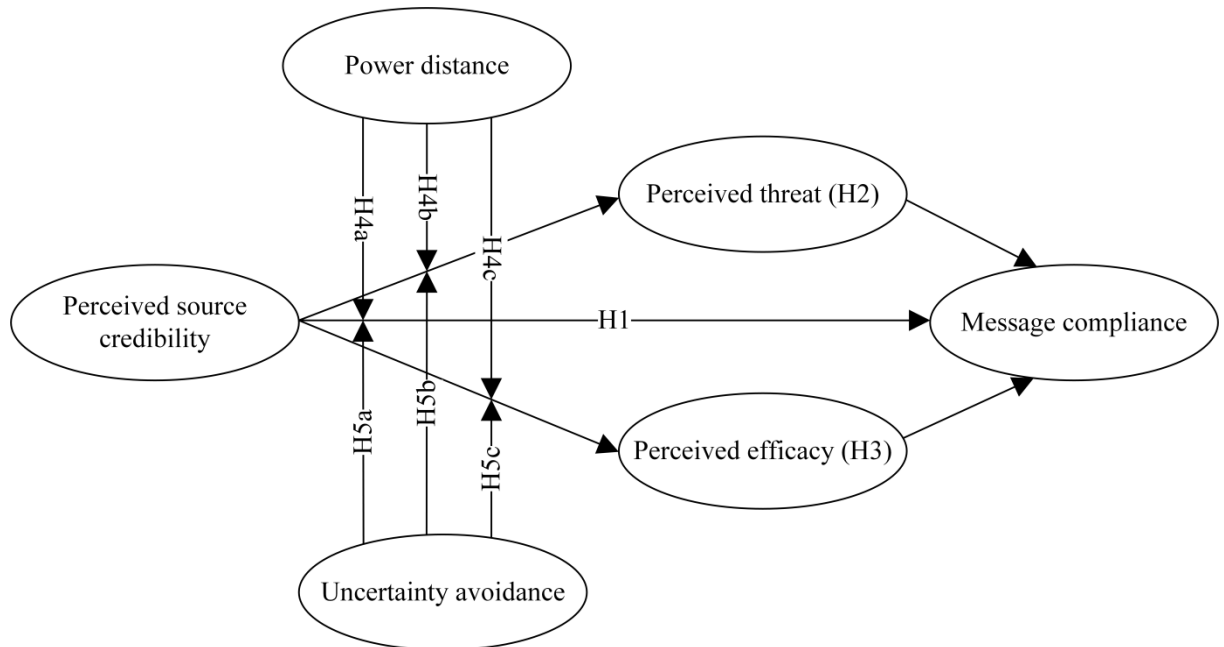 Power distance
H4a
H4b
H4c
Perceived threat (H2)
Perceived source
credibility
H1
Message compliance
H5a
H5b
H5c
Perceived efficacy (H3)
Uncertainty avoidance